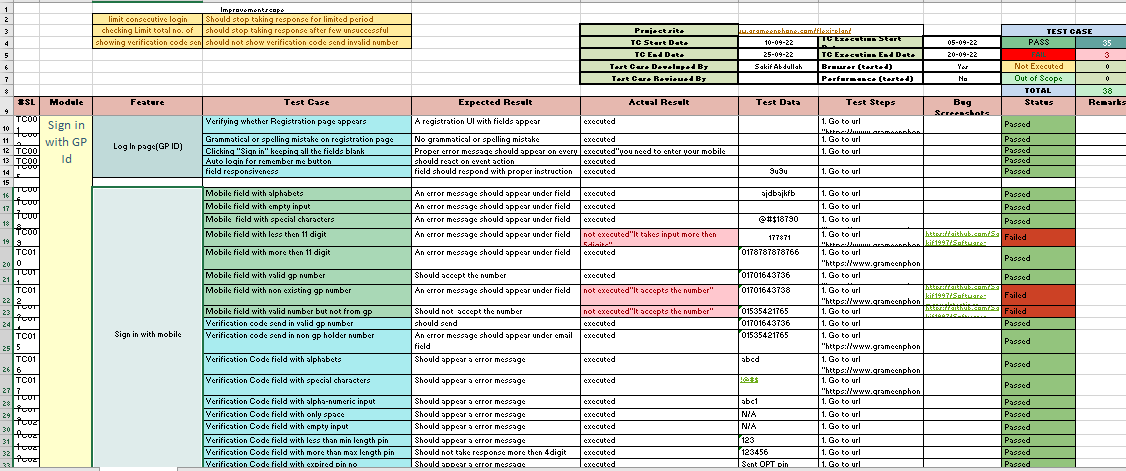 Improvement scope
limit consecutive login Should stop taking response for limited period
checking Limit total no. of should stop taking response after few unsuccessful
showing verification code sen should not show verification code send invalid number
Project site w.grameenphone.com/flexi-plan/
TC Start Date 10-09-22 TC Execution Start 05-09-22
TC End Date 25-09-22 TC Execution End Date 20-09-22
Test Case Developed By Sakif Abdullah Browser (tested) Yes
Test Case Reviewed By Performance (tested) No
TEST CASE
PASS 35
3
Not Executed 0
Out of Scope 0
TOTAL 38
#SL Module Feature Test Case Expected Result Actual Result Test Data Test Steps Bug Screenshots Status Remarks
Sign in with GP Id
Log In page(GP ID)
TC00 Verifying whether Registration page appears A registration UI with fields appear executed 1. Go to url Passed
Grammatical or spelling mistake on registration page No grammatical or spelling executed 1. Go to url Passed
TC00 Clicking "Sign in" keeping all the fields blank Proper error message should appear on every executed"you need to enter your mobile 1. Go to url Passed
TC00 Auto login for remember me button should react on event action executed Passed
field responsiveness field should respond with proper instruction executed 9u9u 1. Go to url Passed
Sign in with mobile
Mobile field with alphabets An error message should appear under field executed ajdbajkfb 1. Go to url Passed
Mobile field with empty input An error message should appear under field executed 1. Go to url Passed
Mobile field with special characters An error message should appear under field executed @#$18790 1. Go to url Passed
TC00 9 Mobile field with less then 11 digit An error message should appear under field not executed"It takes input more then 5digits" 177871 1. Go to url "https://www.grameenphon https://github.com/Sa kif1997/Software- Failed
TC01 0 Mobile field with more then 11 digit An error message should appear under field executed 01787878787766 1. Go to url "https://www.grameenphon Passed
TC01 Mobile field with valid gp number Should accept the number executed 01701643736 1. Go to url Passed
TC01 2 Mobile field with non existing gp number An error message should appear under field not executed"It accepts the number" 01701643738 1. Go to url "https://www.grameenphon https://github.com/Sa kif1997/Software- Failed
Mobile field with valid number but not from gp Should not accept the number not executed"It accepts the number" 01535421765 1. Go to url Failed
Verification code send in valid gp number should send executed 01701643736 1. Go to url Passed
TC01 5 Verification code send in non gp holder number An error message should appear under email field executed 01535421765 1. Go to url "https://www.grameenphon Passed
TC01 6 Verification Code field with alphabets Should appear a error message executed abcd 1. Go to url "https://www.grameenphon Passed
TC01 7 Verification Code field with special characters Should appear a error message executed !@#$ 1. Go to url "https://www.grameenphon Passed
Verification Code field with alpha-numeric input Should appear a error message executed abc1 1. Go to url Passed
Verification Code field with only space Should appear a error message executed N/A 1. Go to url Passed
Verification Code field with empty input Should appear a error message executed N/A 1. Go to url Passed
Verification Code field with less than min length pin Should appear a error message executed 123 1. Go to url Passed
Verification Code field with more than max length pin Should not take response more then 4digit executed 123456 1. Go to url Passed
Verification Code field with expired pin no Should appear a error message executed Sent OPT pin 1. Go to url Passed